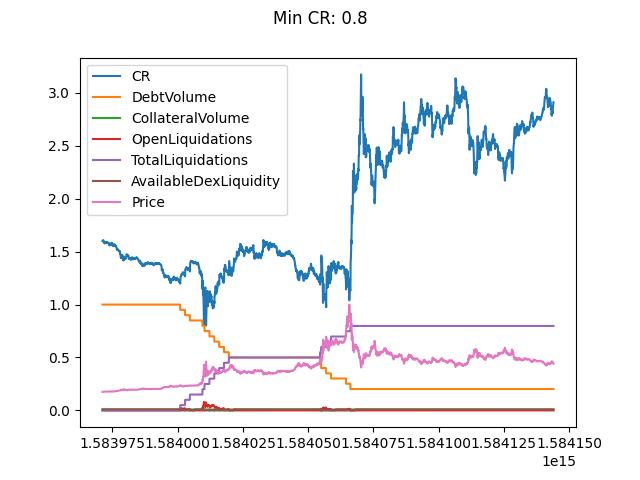 Min CR: 0.8
CR
DebtVolume
CollateralVolume
OpenLiquidations
TotalLiquidations
AvailableDexLiquidity
Price
3.0
2.5
2.0
1.5
1.0
0.5
0.0
1.583975 1.584000 1.584025 1.584050 1.584075 1.584100 1.584125 1.584150
1e15